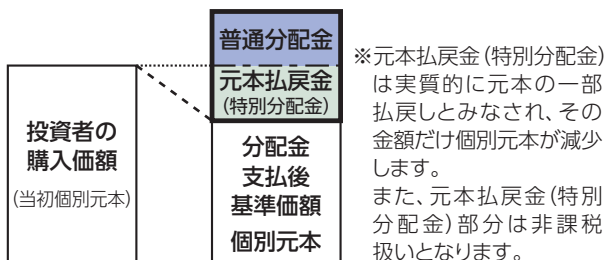 普通分配金
元本払戻金
(特別分配金)
投資者の
購入価額
(当初個別元本)
分配金
支払後
基準価額
個別元本
※元本払戻金(特別分配金)
は実質的に元本の一部
払戻しとみなされ、その
金額だけ個別元本が減少
します。
また、元本払戻金(特別
分配金)部分は非課税
扱いとなります。